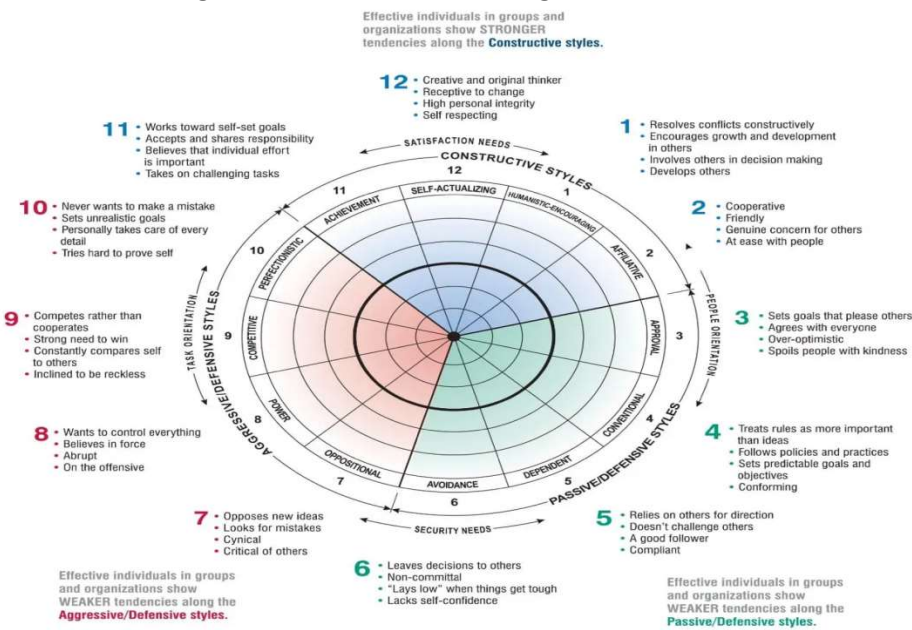 Effective individuals in groups and
organizations show STRONGER
tendencies along the Constructive styles.
12
• Creative and original thinker
• Receptive to change
• High personal integrity
• Self respecting
11
• Works toward self-set goals
• Accepts and shares responsibility
• Believes that individual effort
is important
• Takes on challenging tasks
1
• Resolves conflicts constructively
• Encourages growth and development
in others
• Involves others in decision making
• Develops others
10
• Never wants to make a mistake
• Sets unrealistic goals
• Personally takes care of every
detail
• Tries hard to prove self
2
• Cooperative
• Friendly
• Genuine concern for others
• At ease with people
9
• Competes rather than
cooperates
• Strong need to win
• Constantly compares self
to others
• Inclined to be reckless
3
• Sets goals that please others
• Agrees with everyone
• Over-optimistic
• Spoils people with kindness
8
• Wants to control everything
• Believes in force
• Abrupt
• On the offensive
4
• Treats rules as more important
than ideas
• Follows policies and practices
• Sets predictable goals and
objectives
• Conforming
7
• Opposes new ideas
• Looks for mistakes
• Cynical
• Critical of others
5
• Relies on others for direction
• Doesn't challenge others
• A good follower
• Compliant
6
• Leaves decisions to others
• Non-committal
• "Lays low" when things get tough
• Lacks self-confidence
SATISFACTION NEEDS
CONSTRUCTIVE STYLES
PEOPLE ORIENTATION
PASSIVE/DEFENSIVE STYLES
SECURITY NEEDS
AGGRESSIVE/DEFENSIVE STYLES
TASK ORIENTATION
12
SELF-ACTUALIZING
1
HUMANISTIC-ENCOURAGING
2
AFFILIATIVE
3
APPROVAL
4
CONVENTIONAL
5
DEPENDENT
6
AVOIDANCE
7
OPPOSITIONAL
8
POWER
9
COMPETITIVE
10
PERFECTIONISTIC
11
ACHIEVEMENT
Effective individuals in groups
and organizations show
WEAKER tendencies along the
Aggressive/Defensive styles.
Effective individuals in groups
and organizations show
WEAKER tendencies along the
Passive/Defensive styles.